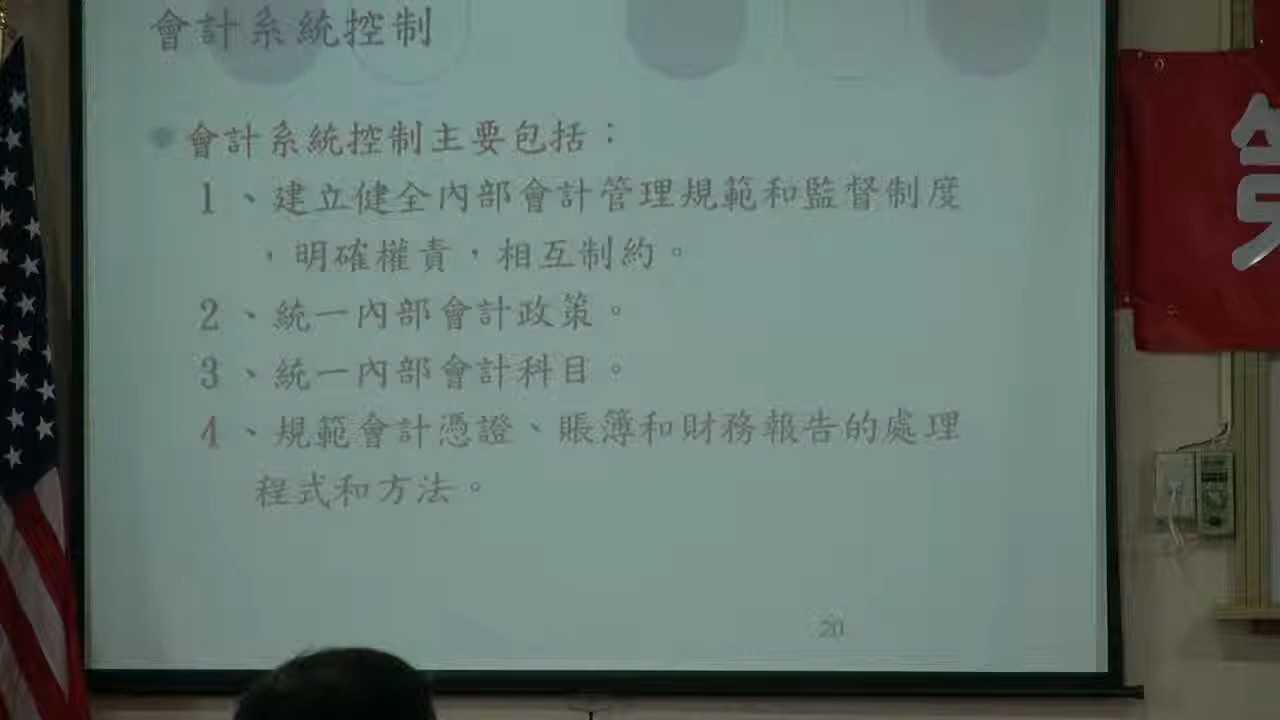 會計系統控制
會計系統控制主要包括：
1、建立健全內部會計管理規範和監督制度
，明確權責，相互制約。
2、統一內部會計政策。
3、統一內部會計科目。
4、規範會計憑證、賬簿和財務報告的處理
程式和方法。
20
第